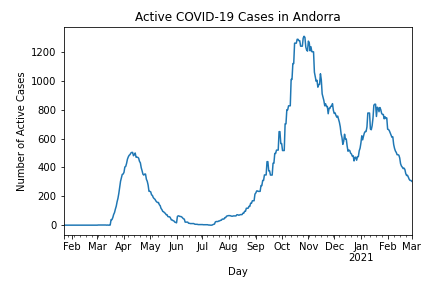 Active COVID-19 Cases in Andorra
Number of Active Cases
1200
1000
800
600
400
200
0
Feb Mar Apr May Jun Jul Aug Sep Oct Nov Dec Jan Feb Mar
2021
Day